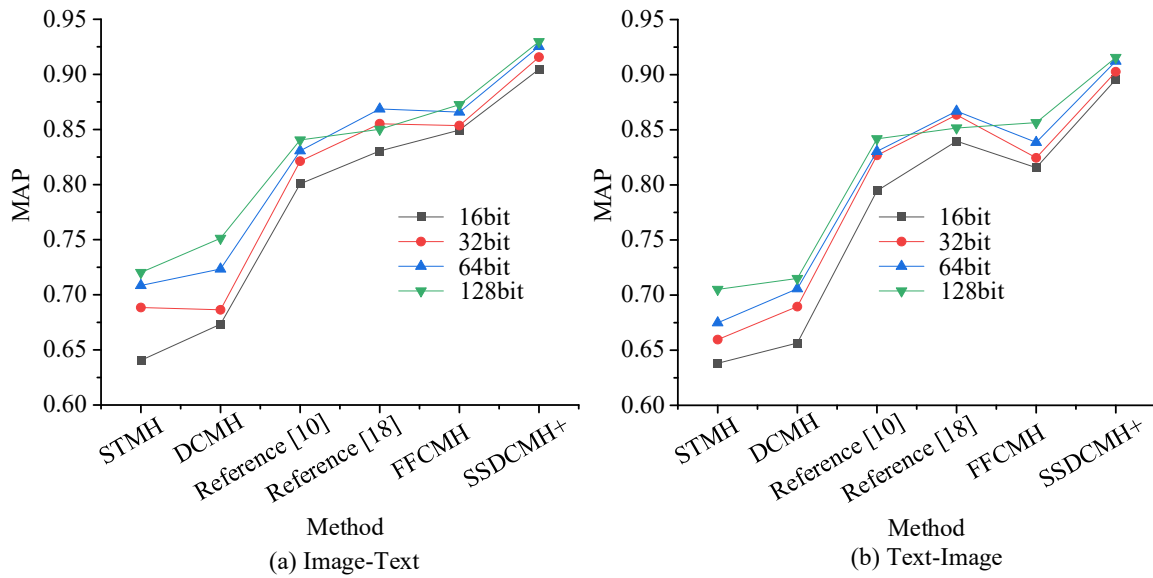 0.95
0.90
0.85
0.80
0.75
0.70
0.65
0.60
MAP
16bit
32bit
64bit
128bit
STMH
DCMH
Reference [10]
Reference [18]
FFCMH
SSDCMH+
Method
(a) Image-Text
0.95
0.90
0.85
0.80
0.75
0.70
0.65
0.60
MAP
16bit
32bit
64bit
128bit
STMH
DCMH
Reference [10]
Reference [18]
FFCMH
SSDCMH+
Method
(b) Text-Image